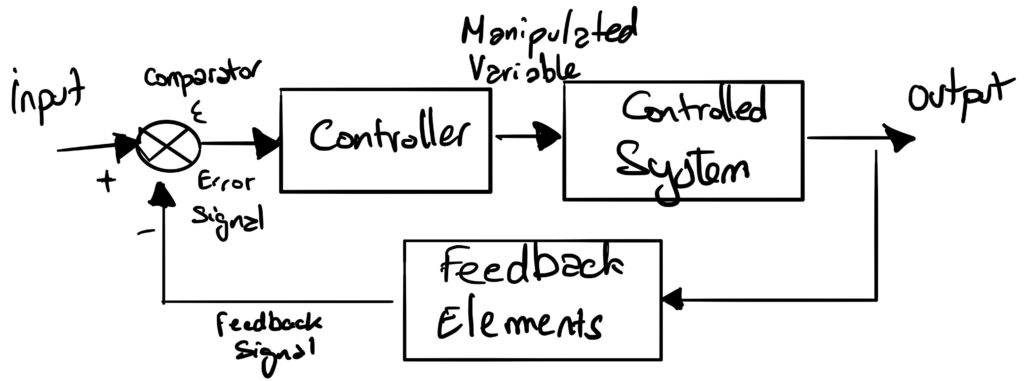 Manipulated
Variable
input
Comparator
ε
Controller
Controlled
System
output
+
Error
Signal
-
Feedback
Elements
Feedback
Signal